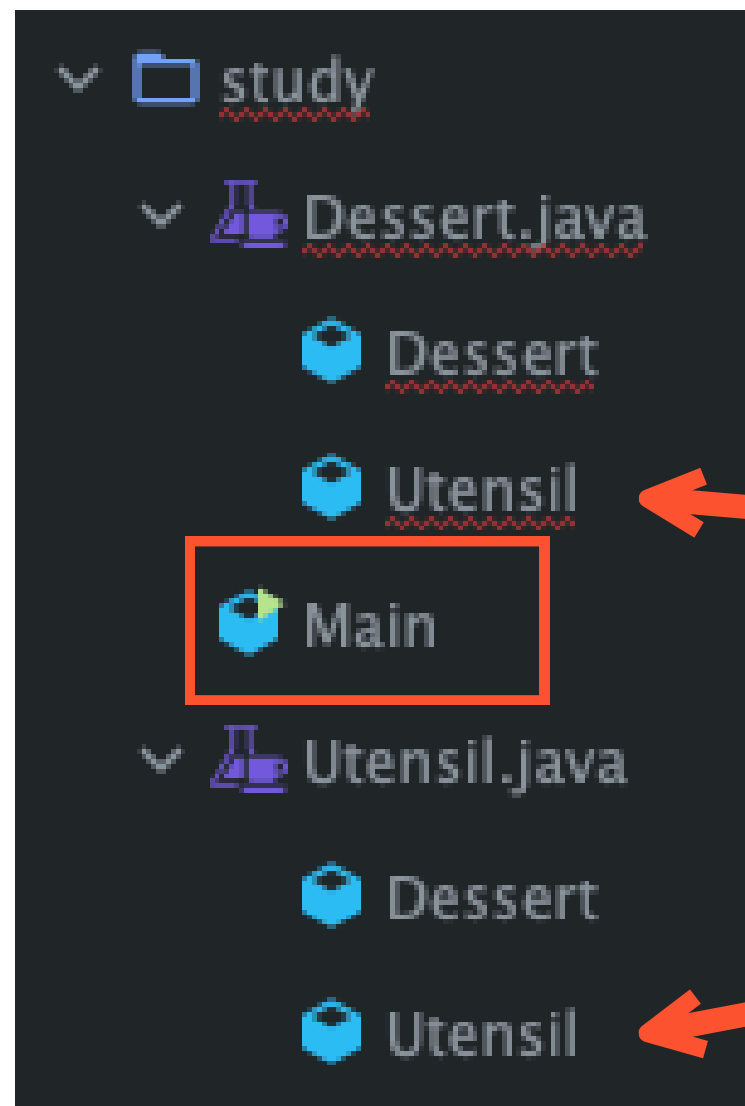 study
Dessert.java
Dessert
Utensil
Main
Utensil.java
Dessert
Utensil